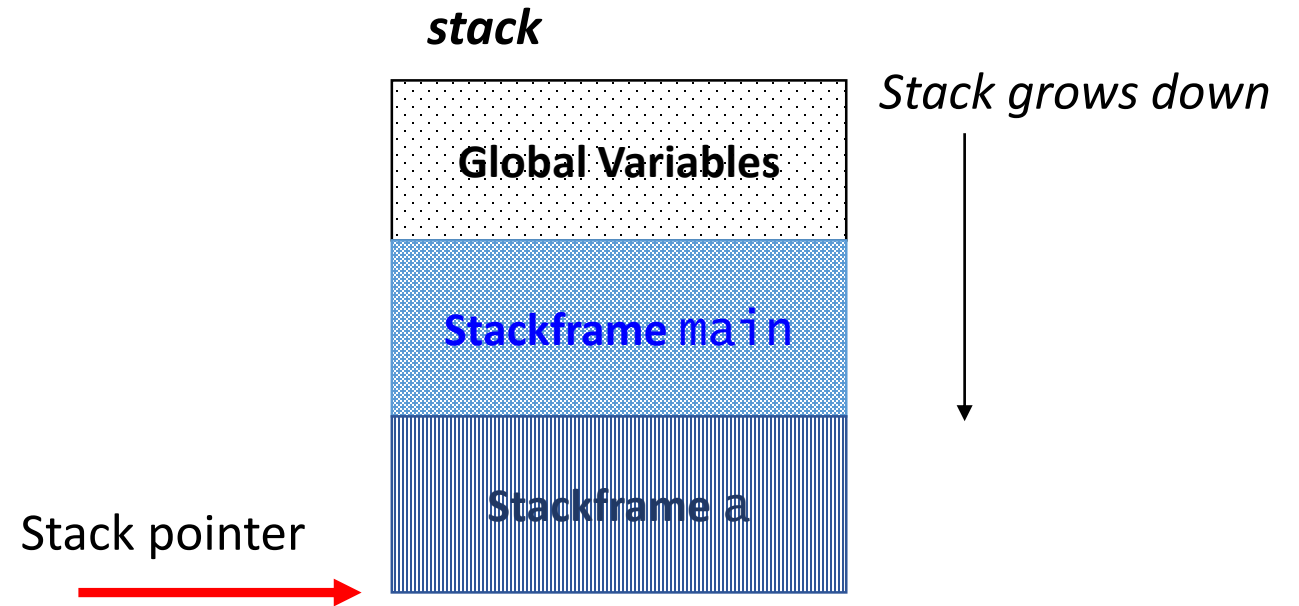 stack
Stack grows down
Global Variables
Stackframe main
Stackframe a
Stack pointer